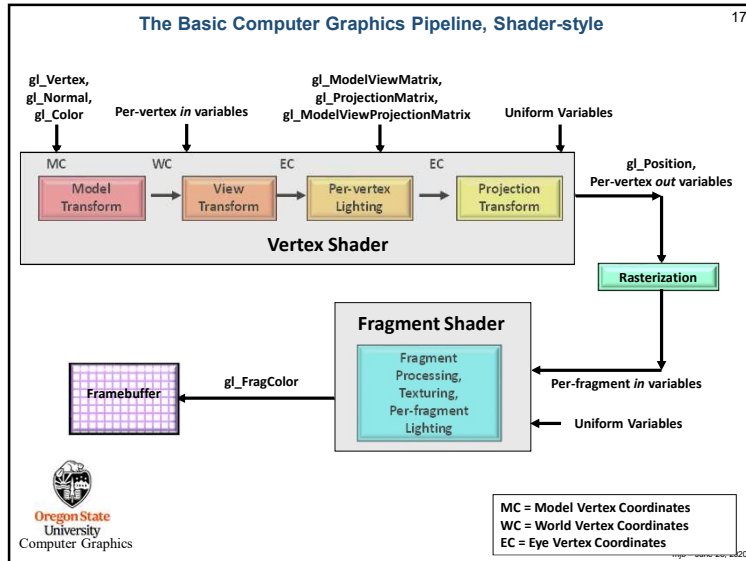 The Basic Computer Graphics Pipeline, Shader-style
17
gl_Vertex,
gl_Normal,
gl_Color
Per-vertex in variables
gl_ModelViewMatrix,
gl_ProjectionMatrix,
gl_ModelViewProjectionMatrix
Uniform Variables
MC
WC
EC
EC
Model
Transform
View
Transform
Per-vertex
Lighting
Projection
Transform
Vertex Shader
gl_Position,
Per-vertex out variables
Rasterization
Fragment Shader
Fragment
Processing,
Texturing,
Per-fragment
Lighting
Per-fragment in variables
Uniform Variables
gl_FragColor
Framebuffer
Oregon State
University
Computer Graphics
MC = Model Vertex Coordinates
WC = World Vertex Coordinates
EC = Eye Vertex Coordinates